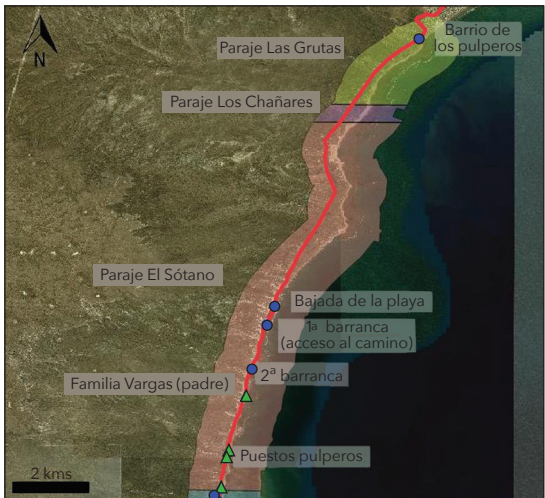 N
Barrio de
los pulperos
Paraje Las Grutas
Paraje Los Chañares
Paraje El Sótano
Bajada de la playa
1ª barranca
(acceso al camino)
Familia Vargas (padre)
2ª barranca
Puestos pulperos
2 kms